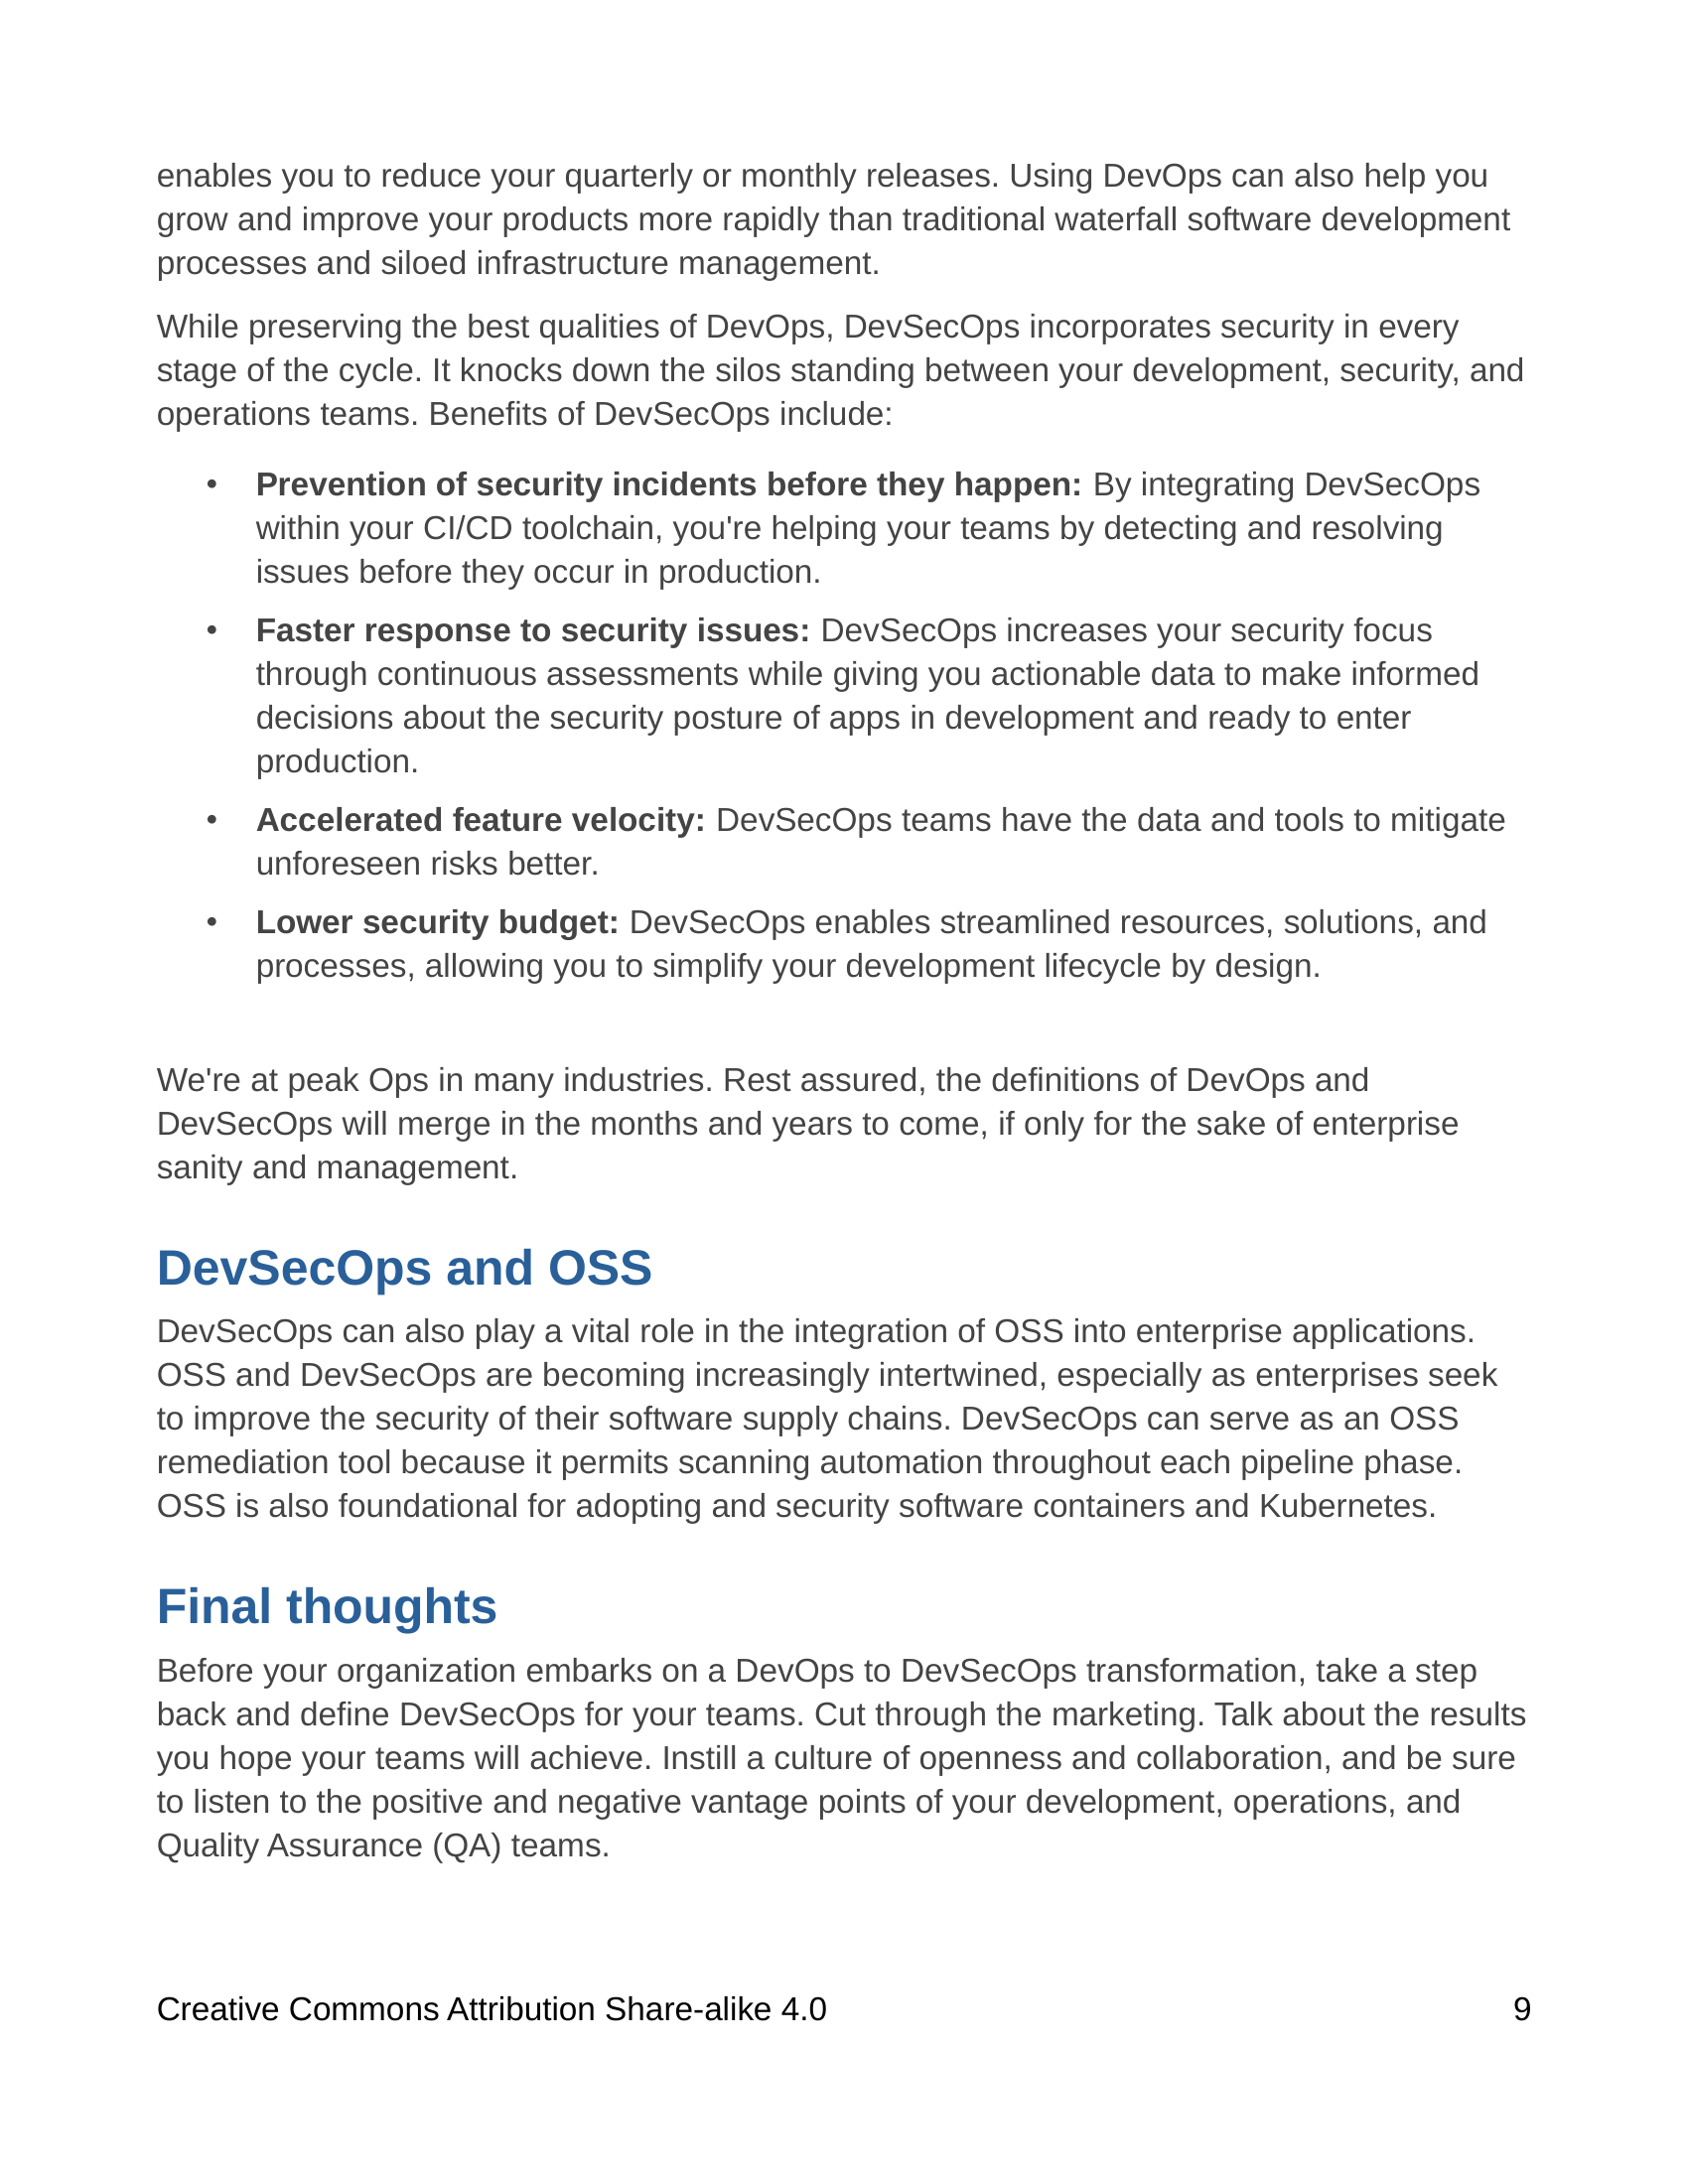 enables you to reduce your quarterly or monthly releases. Using DevOps can also help you
grow and improve your products more rapidly than traditional waterfall software development
processes and siloed infrastructure management.
While preserving the best qualities of DevOps, DevSecOps incorporates security in every
stage of the cycle. It knocks down the silos standing between your development, security, and
operations teams. Benefits of DevSecOps include:
• Prevention of security incidents before they happen: By integrating DevSecOps
within your CI/CD toolchain, you're helping your teams by detecting and resolving
issues before they occur in production.
• Faster response to security issues: DevSecOps increases your security focus
through continuous assessments while giving you actionable data to make informed
decisions about the security posture of apps in development and ready to enter
production.
• Accelerated feature velocity: DevSecOps teams have the data and tools to mitigate
unforeseen risks better.
• Lower security budget: DevSecOps enables streamlined resources, solutions, and
processes, allowing you to simplify your development lifecycle by design.
We're at peak Ops in many industries. Rest assured, the definitions of DevOps and
DevSecOps will merge in the months and years to come, if only for the sake of enterprise
sanity and management.
DevSecOps and OSS
DevSecOps can also play a vital role in the integration of OSS into enterprise applications.
OSS and DevSecOps are becoming increasingly intertwined, especially as enterprises seek
to improve the security of their software supply chains. DevSecOps can serve as an OSS
remediation tool because it permits scanning automation throughout each pipeline phase.
OSS is also foundational for adopting and security software containers and Kubernetes.
Final thoughts
Before your organization embarks on a DevOps to DevSecOps transformation, take a step
back and define DevSecOps for your teams. Cut through the marketing. Talk about the results
you hope your teams will achieve. Instill a culture of openness and collaboration, and be sure
to listen to the positive and negative vantage points of your development, operations, and
Quality Assurance (QA) teams.
Creative Commons Attribution Share-alike 4.0 9